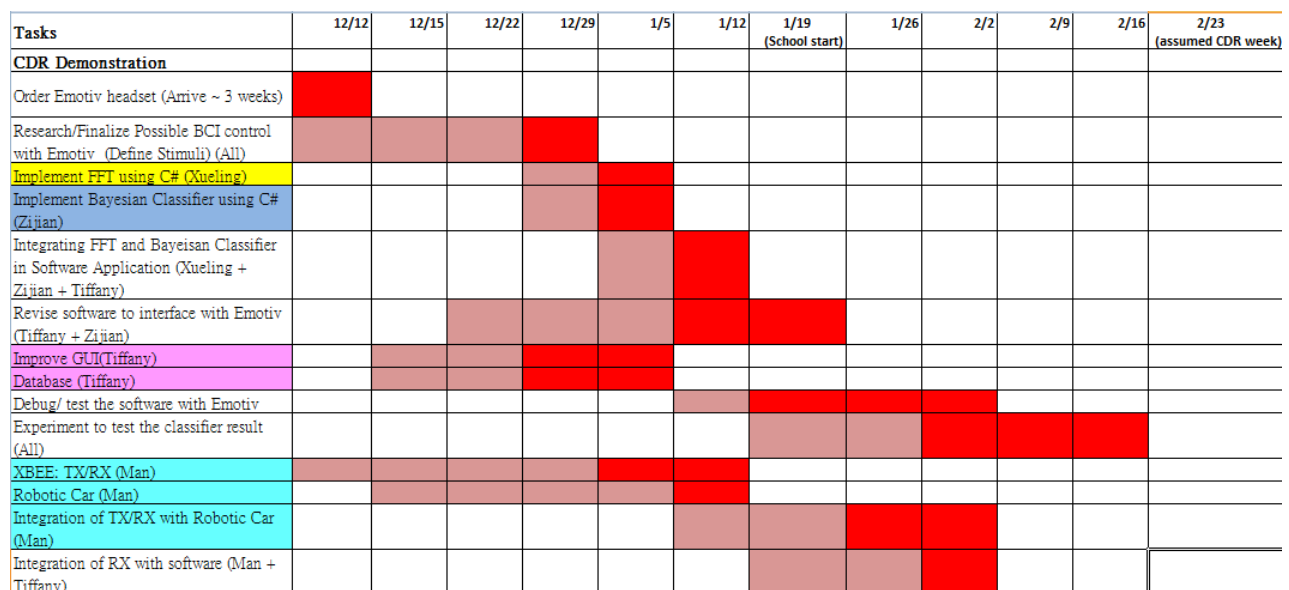 Tasks 12/12 12/15 12/22 12/29 1/5 1/12 1/19 1/26 2/2 2/9 2/16 2/23
(School start) (assumed CDR week)
CDR Demonstration
Order Emotiv headset (Arrive ~ 3 weeks)
Research/Finalize Possible BCI control
with Emotiv (Define Stimuli) (All)
Implement FFT using C# (Xueling)
Implement Bayesian Classifier using C#
(Zijian)
Integrating FFT and Bayeisan Classifier
in Software Application (Xueling +
Zijian + Tiffany)
Revise software to interface with Emotiv
(Tiffany + Zijian)
Improve GUI(Tiffany)
Database (Tiffany)
Debug/ test the software with Emotiv
Experiment to test the classifier result
(All)
XBEE: TX/RX (Man)
Robotic Car (Man)
Integration of TX/RX with Robotic Car
(Man)
Integration of RX with software (Man +
Tiffany)